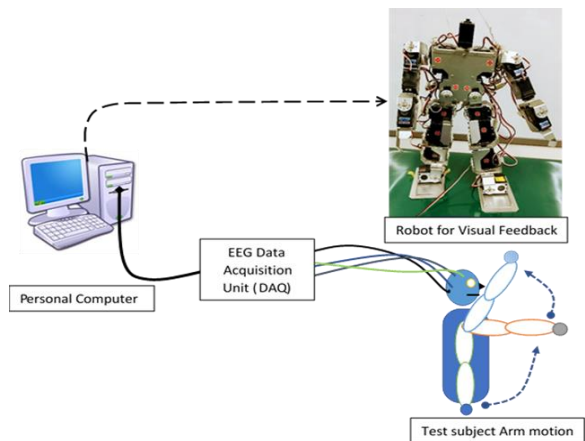 Robot for Visual Feedback
EEG Data
Acquisition
Unit (DAQ)
Personal Computer
Test subject Arm motion